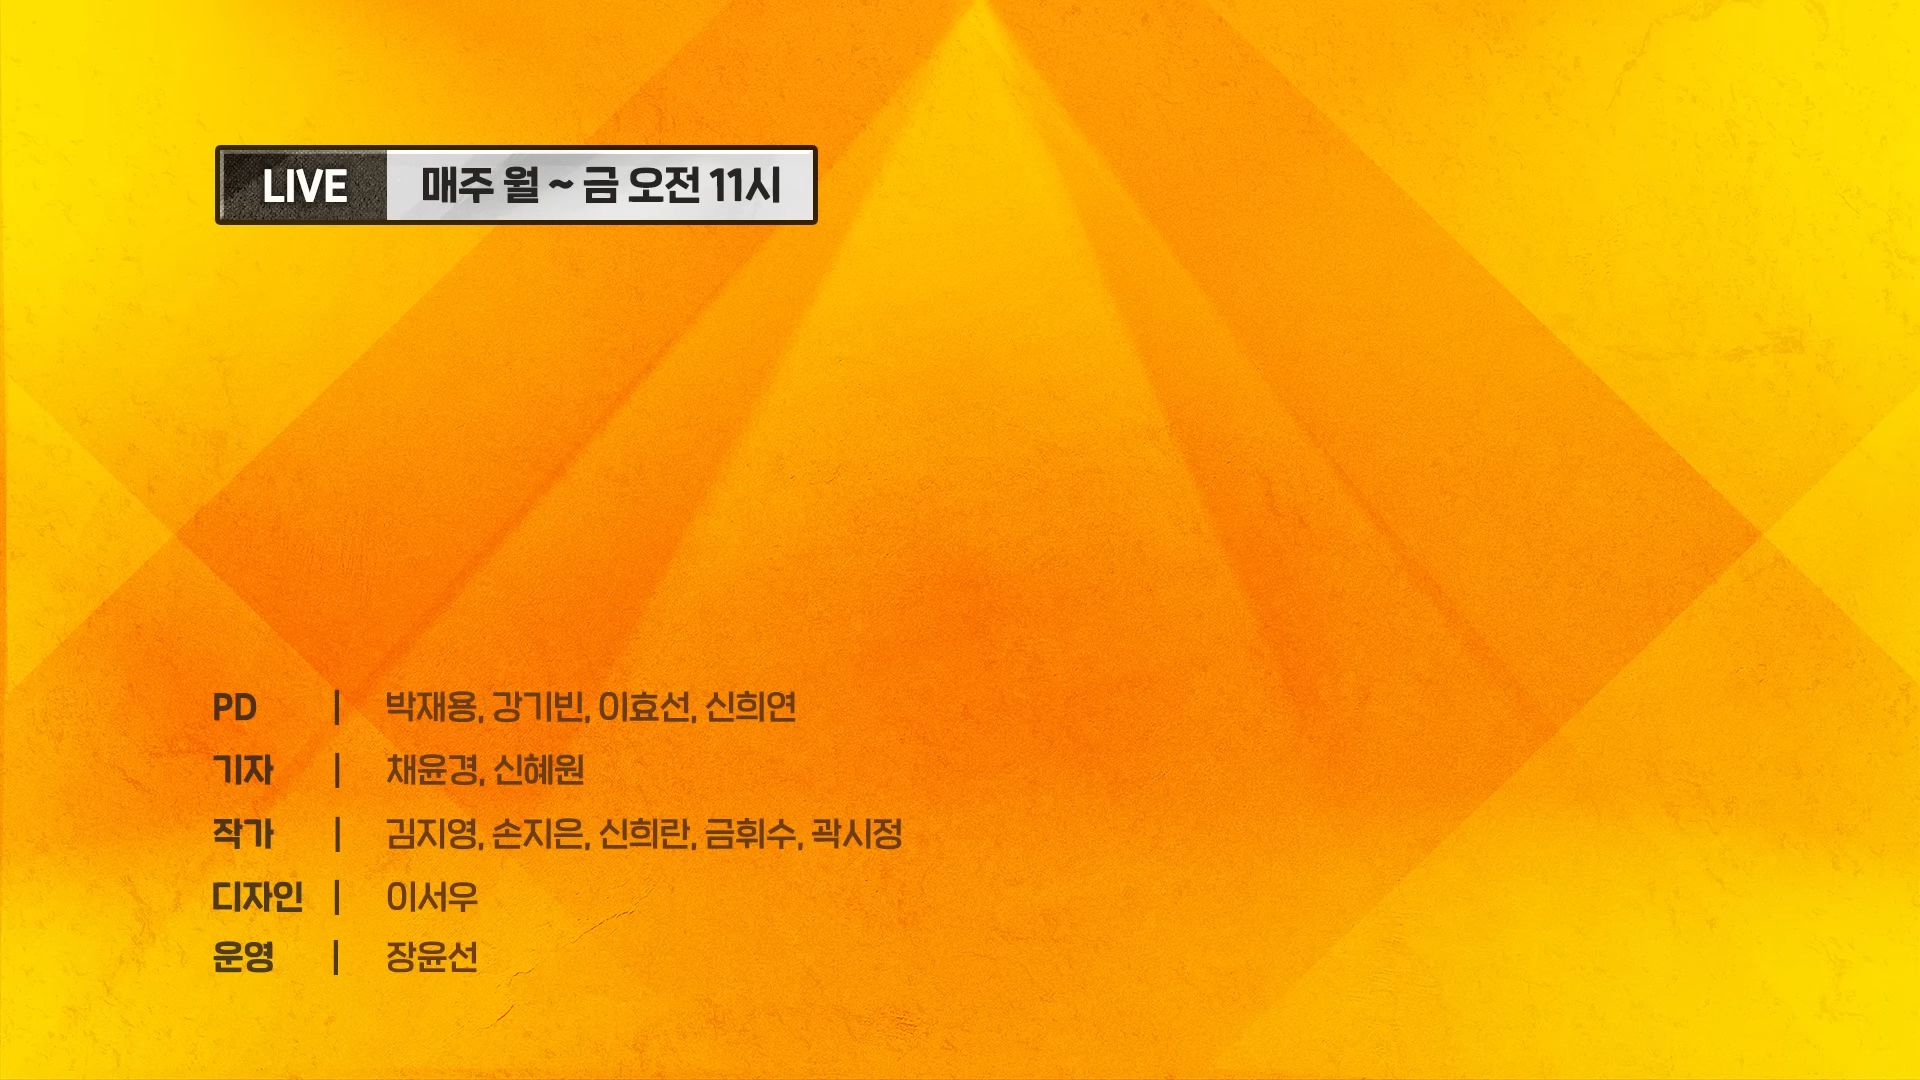 LIVE 매주 월 ~ 금 오전 11시
PD | 박재용, 강기빈, 이효선, 신희연
기자 | 채윤경, 신혜원
작가 | 김지영, 손지은, 신희란, 금휘수, 곽시정
디자인 | 이서우
운영 | 장윤선